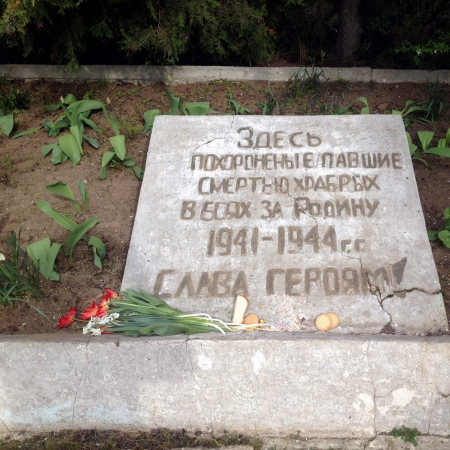 Здесь
похоронены е павшие
смертью храбрых
в боях за Родину
1941-1944 г.г.
Слава героям!